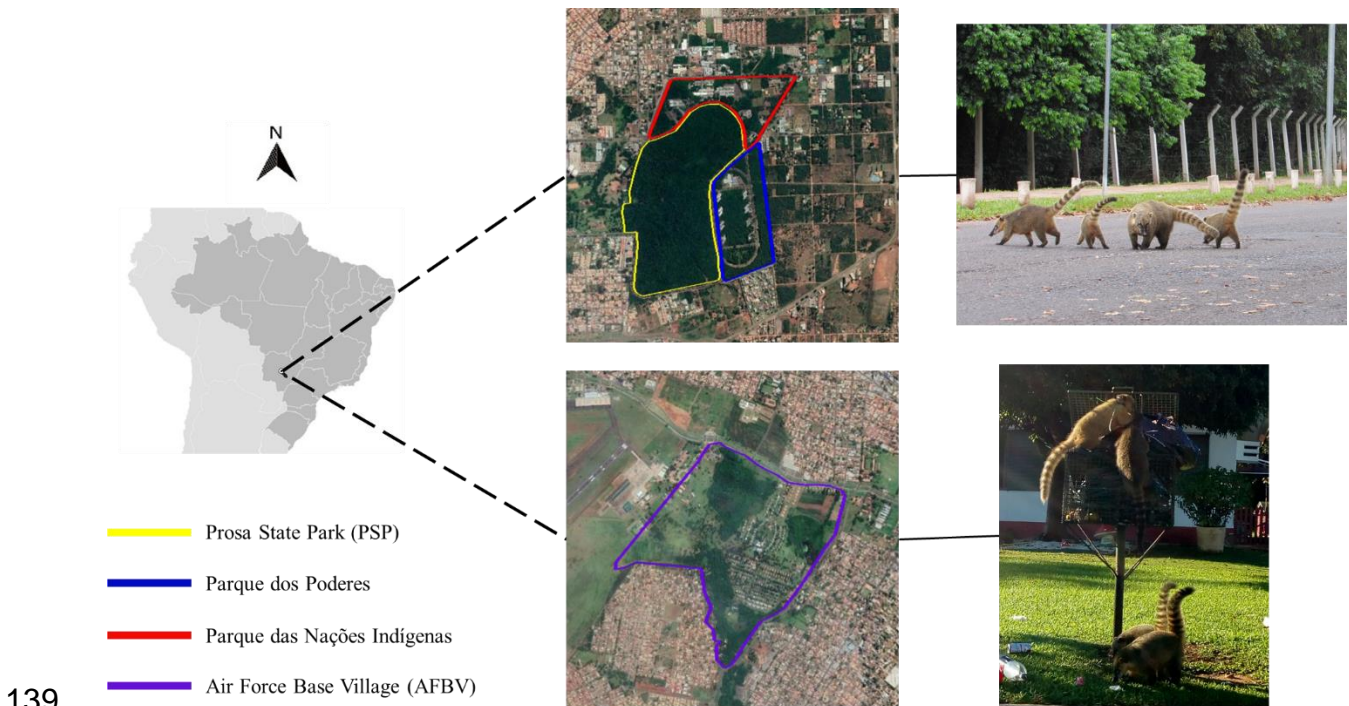 N
Prosa State Park (PSP)
Parque dos Poderes
Parque das Nações Indígenas
Air Force Base Village (AFBV)
139